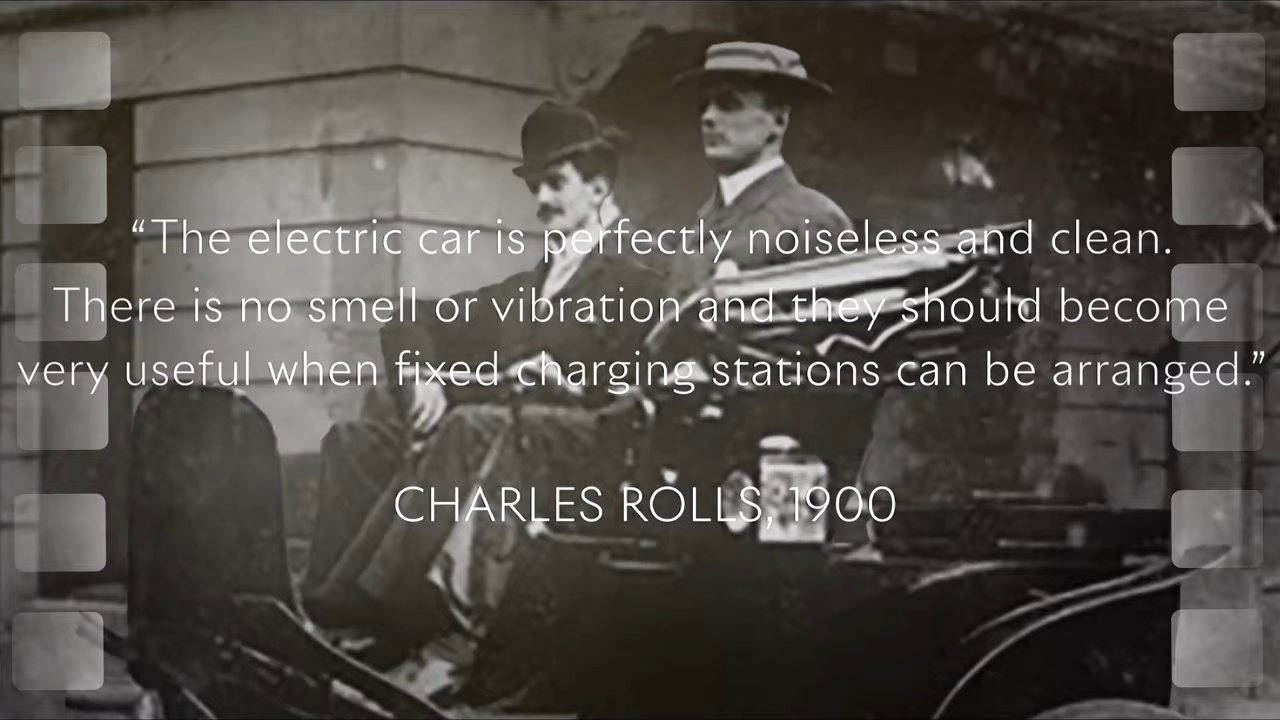 “The electric car is perfectly noiseless and clean.
There is no smell or vibration and they should become
very useful when fixed charging stations can be arranged.”
CHARLES ROLLS, 1900